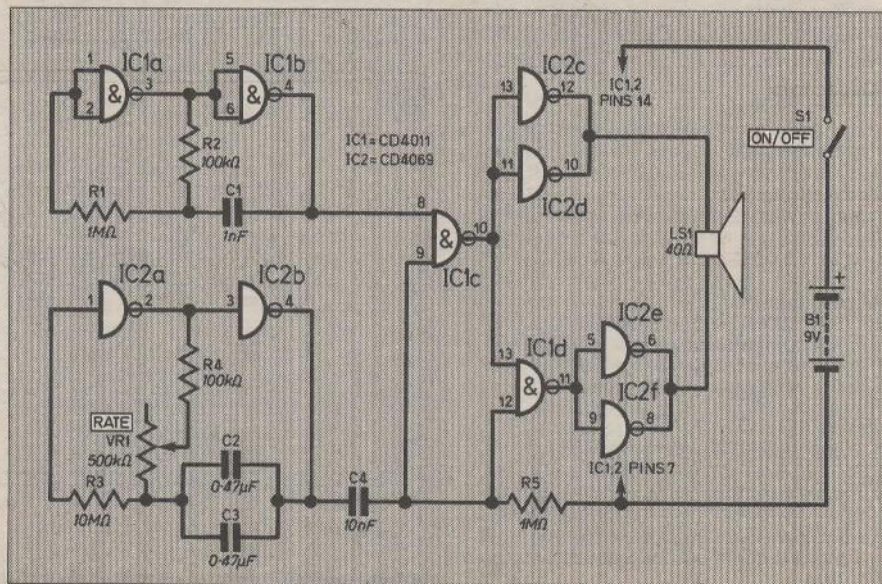 IC1a
1
2
&
3
IC1b
5
6
&
4
R2
100kΩ
R1
1MΩ
C1
1nF
IC1 = CD4011
IC2 = CD4069
IC2c
13
12
11
10
IC2d
IC1,2
PINS 14
S1
ON/OFF
8
9
&
10
IC1c
LS1
40Ω
+
B1
9V
IC2a
1
2
IC2b
3
4
R4
100kΩ
RATE
VR1
500kΩ
R3
10MΩ
C2
0·47µF
C3
0·47µF
C4
10nF
IC1d
13
12
&
11
IC2e
5
6
IC2f
9
8
IC1,2 PINS 7
R5
1MΩ